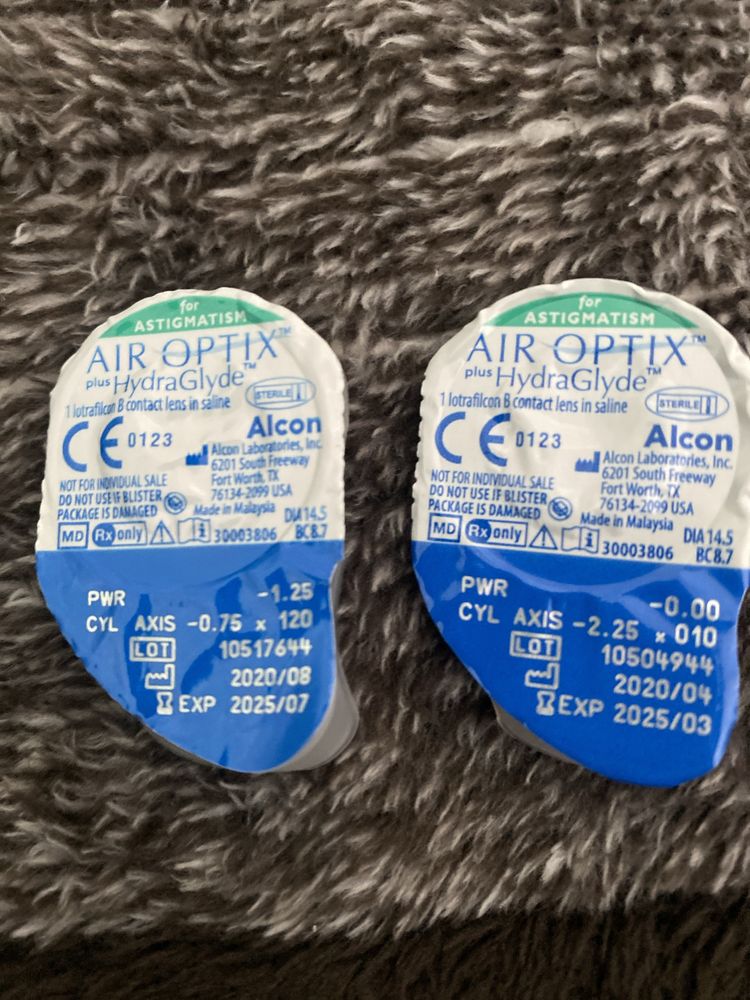 for
ASTIGMATISM
AIR OPTIX™
plus HydraGlyde™
1 lotrafilcon B contact lens in saline
STERILE
CE 0123
Alcon
Alcon Laboratories, Inc.
6201 South Freeway
Fort Worth, TX
76134-2099 USA
Made in Malaysia
NOT FOR INDIVIDUAL SALE
DO NOT USE IF BLISTER
PACKAGE IS DAMAGED
MD Rx only i 30003806
DIA 14.5
BC 8.7
PWR -1.25
CYL AXIS -0.75 x 120
LOT 10517644
2020/08
EXP 2025/07
for
ASTIGMATISM
AIR OPTIX™
plus HydraGlyde™
1 lotrafilcon B contact lens in saline
STERILE
CE 0123
Alcon
Alcon Laboratories, Inc.
6201 South Freeway
Fort Worth, TX
76134-2099 USA
Made in Malaysia
NOT FOR INDIVIDUAL SALE
DO NOT USE IF BLISTER
PACKAGE IS DAMAGED
MD Rx only i 30003806
DIA 14.5
BC 8.7
PWR -0.00
CYL AXIS -2.25 x 010
LOT 10504944
2020/04
EXP 2025/03